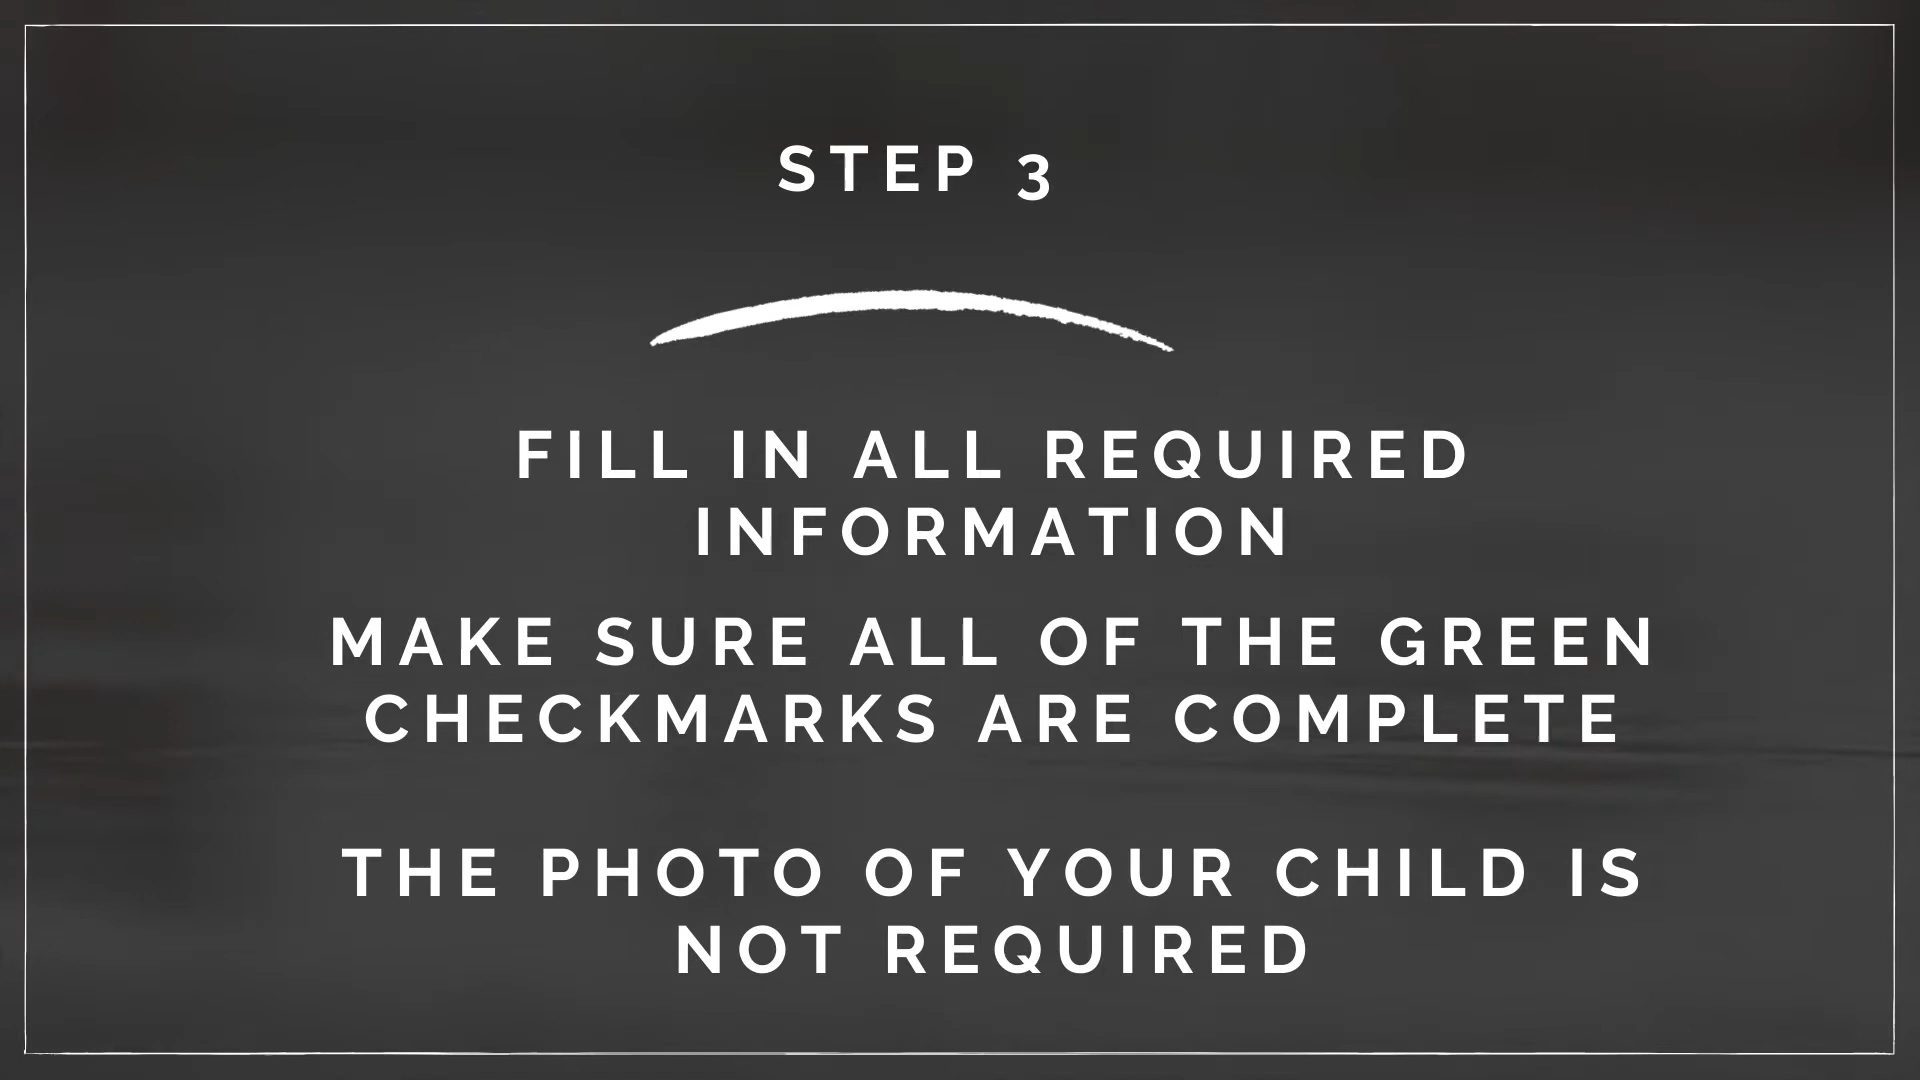 STEP 3
FILL IN ALL REQUIRED
INFORMATION
MAKE SURE ALL OF THE GREEN
CHECKMARKS ARE COMPLETE
THE PHOTO OF YOUR CHILD IS
NOT REQUIRED